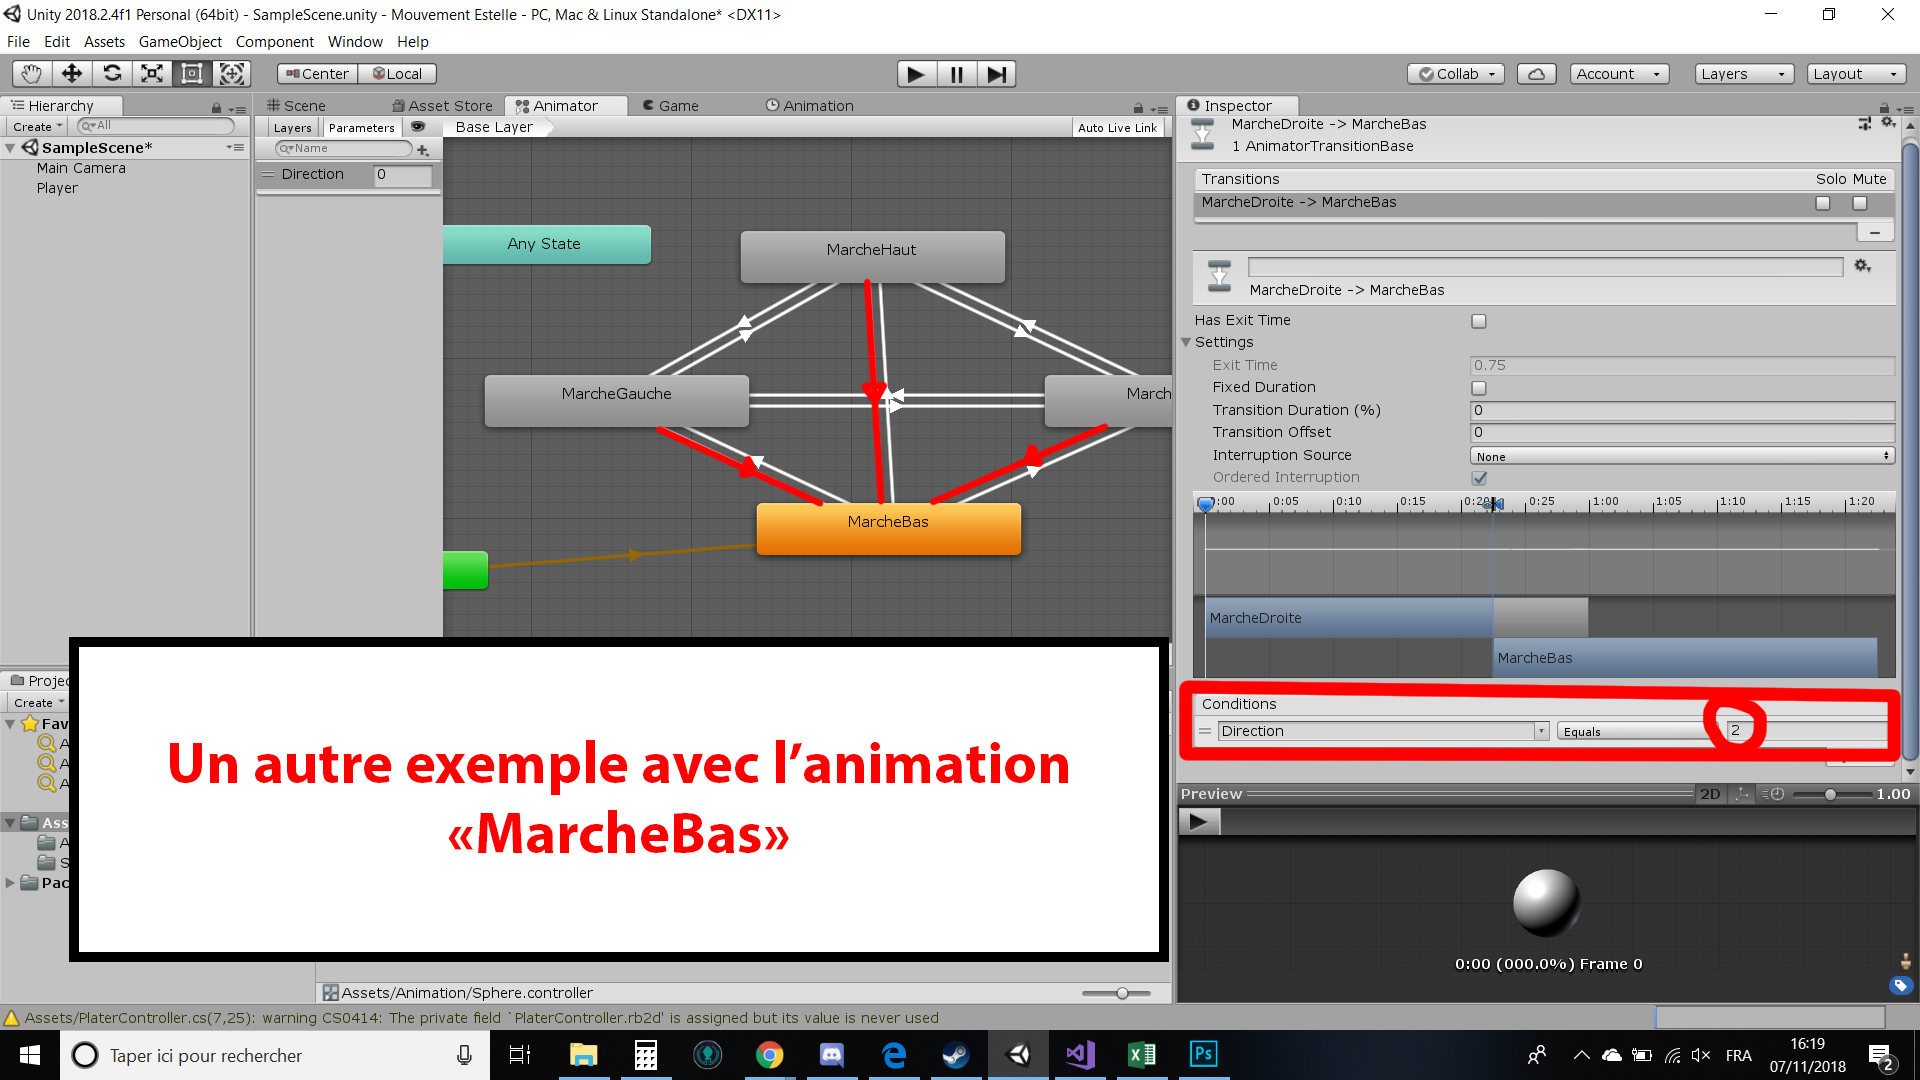 Unity 2018.2.4f1 Personal (64bit) - SampleScene.unity - Mouvement Estelle - PC, Mac & Linux Standalone* <DX11>
File Edit Assets GameObject Component Window Help
Center Local Collab Account Layers Layout
Hierarchy
Create All
SampleScene*
Main Camera
Player
Scene Asset Store Animator Game Animation
Layers Parameters Base Layer Auto Live Link
Name
Direction 0
Any State
MarcheHaut
MarcheGauche
March
MarcheBas
Inspector
MarcheDroite -> MarcheBas
1 AnimatorTransitionBase
Transitions Solo Mute
MarcheDroite -> MarcheBas
MarcheDroite -> MarcheBas
Has Exit Time
Settings
Exit Time 0.75
Fixed Duration
Transition Duration (%) 0
Transition Offset 0
Interruption Source None
Ordered Interruption
:00 0:05 0:10 0:15 0:20 0:25 1:00 1:05 1:10 1:15 1:20
MarcheDroite
MarcheBas
Conditions
Direction Equals 2
Preview 2D 1.00
0:00 (000.0%) Frame 0
Projec
Create
Fav
A
A
A
Ass
A
S
Pac
Un autre exemple avec l’animation
«MarcheBas»
Assets/Animation/Sphere.controller
Assets/PlaterController.cs(7,25): warning CS0414: The private field `PlaterController.rb2d' is assigned but its value is never used
Taper ici pour rechercher
FRA
16:19
07/11/2018
2